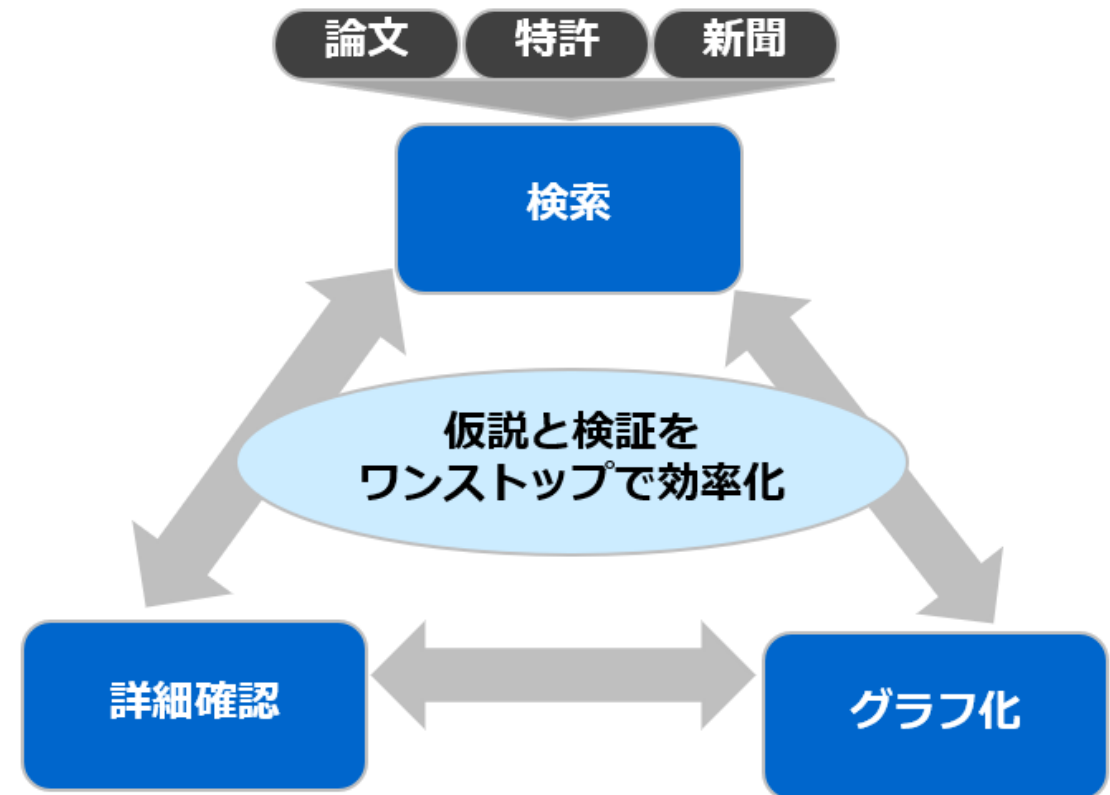 論文 特許 新聞
検索
仮説と検証を
ワンストップで効率化
詳細確認
グラフ化